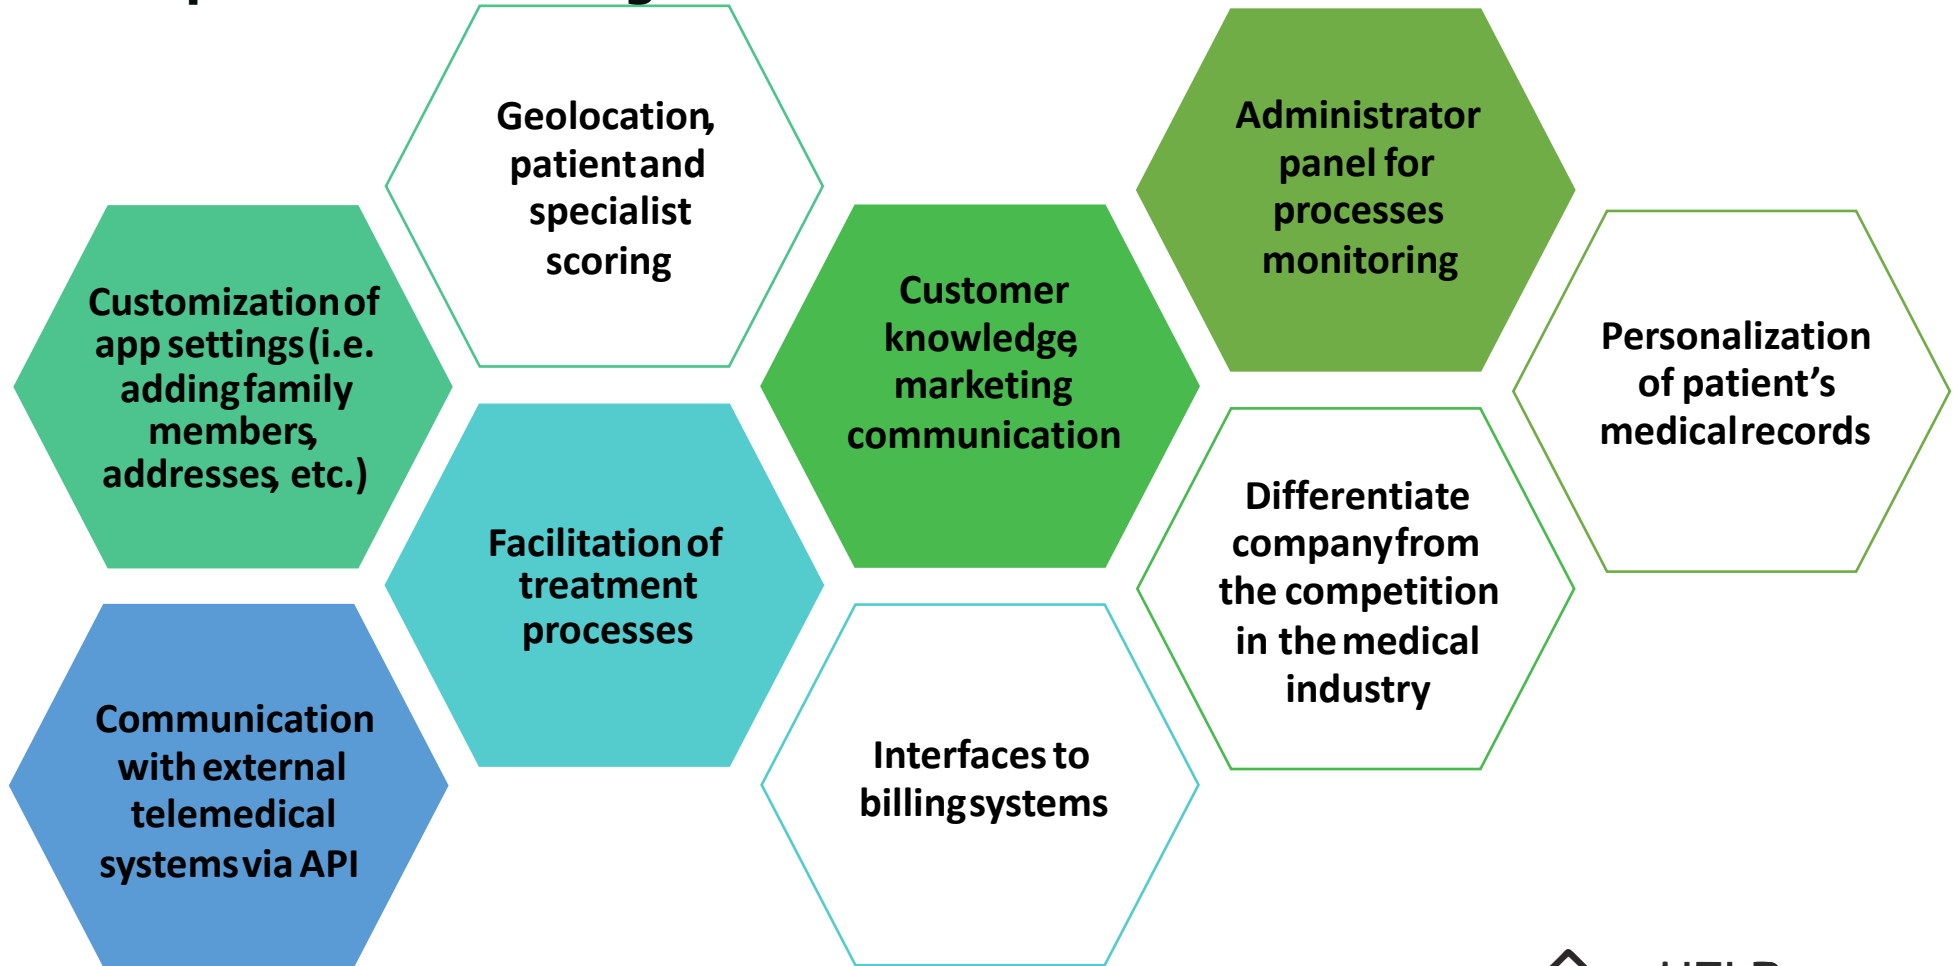 Geolocation,
patient and
specialist
scoring
Administrator
panel for
processes
monitoring
Customization of
app settings (i.e.
adding family
members,
addresses, etc.)
Customer
knowledge,
marketing
communication
Personalization
of patient’s
medical records
Facilitation of
treatment
processes
Differentiate
company from
the competition
in the medical
industry
Communication
with external
telemedical
systems via API
Interfaces to
billing systems